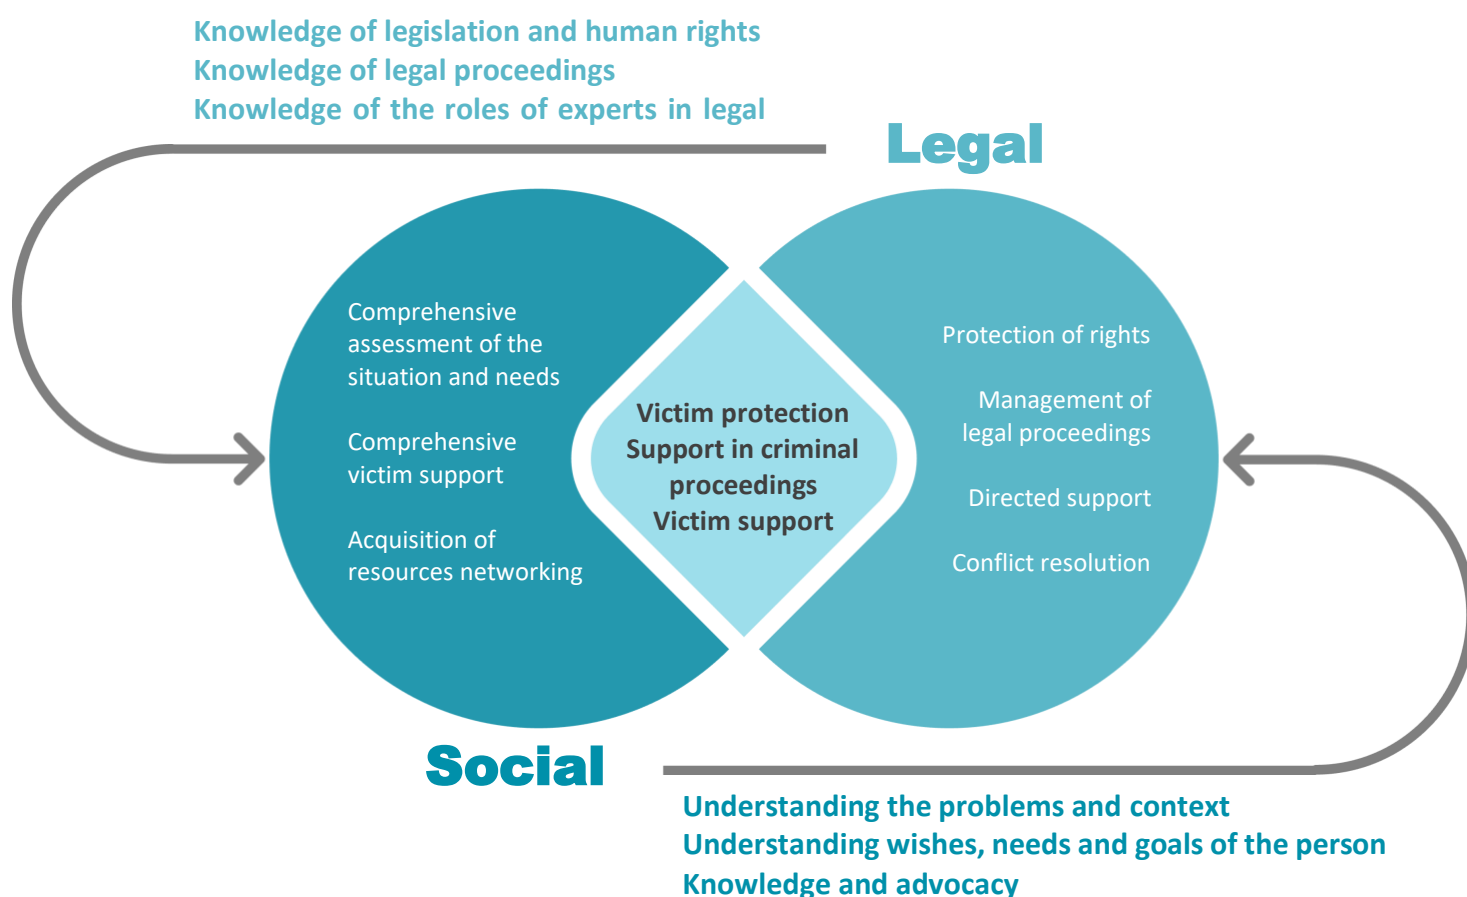 Knowledge of legislation and human rights
Knowledge of legal proceedings
Knowledge of the roles of experts in legal
Legal
Comprehensive
assessment of the
situation and needs
Comprehensive
victim support
Acquisition of
resources networking
Victim protection
Support in criminal
proceedings
Victim support
Protection of rights
Management of
legal proceedings
Directed support
Conflict resolution
Social
Understanding the problems and context
Understanding wishes, needs and goals of the person
Knowledge and advocacy